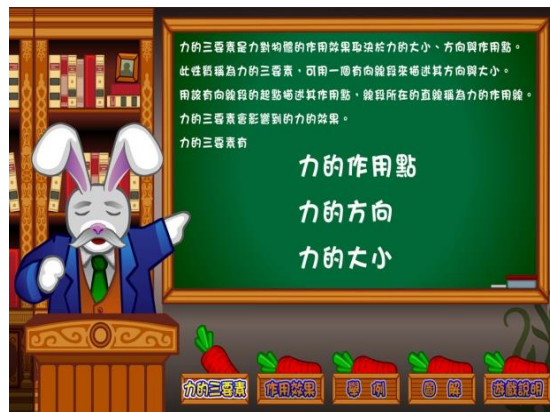 力的三要素是力對物體的作用效果取決於力的大小、方向與作用點。
此性質稱為力的三要素,可用一個有向線段來描述其方向與大小。
用該有向線段的起點描述其作用點,線段所在的直線稱為力的作用線。
力的三要素會影響到的力的效果。
力的三要素有
力的作用點
力的方向
力的大小
力的三要素
作用效果
舉例
圖解
遊戲說明